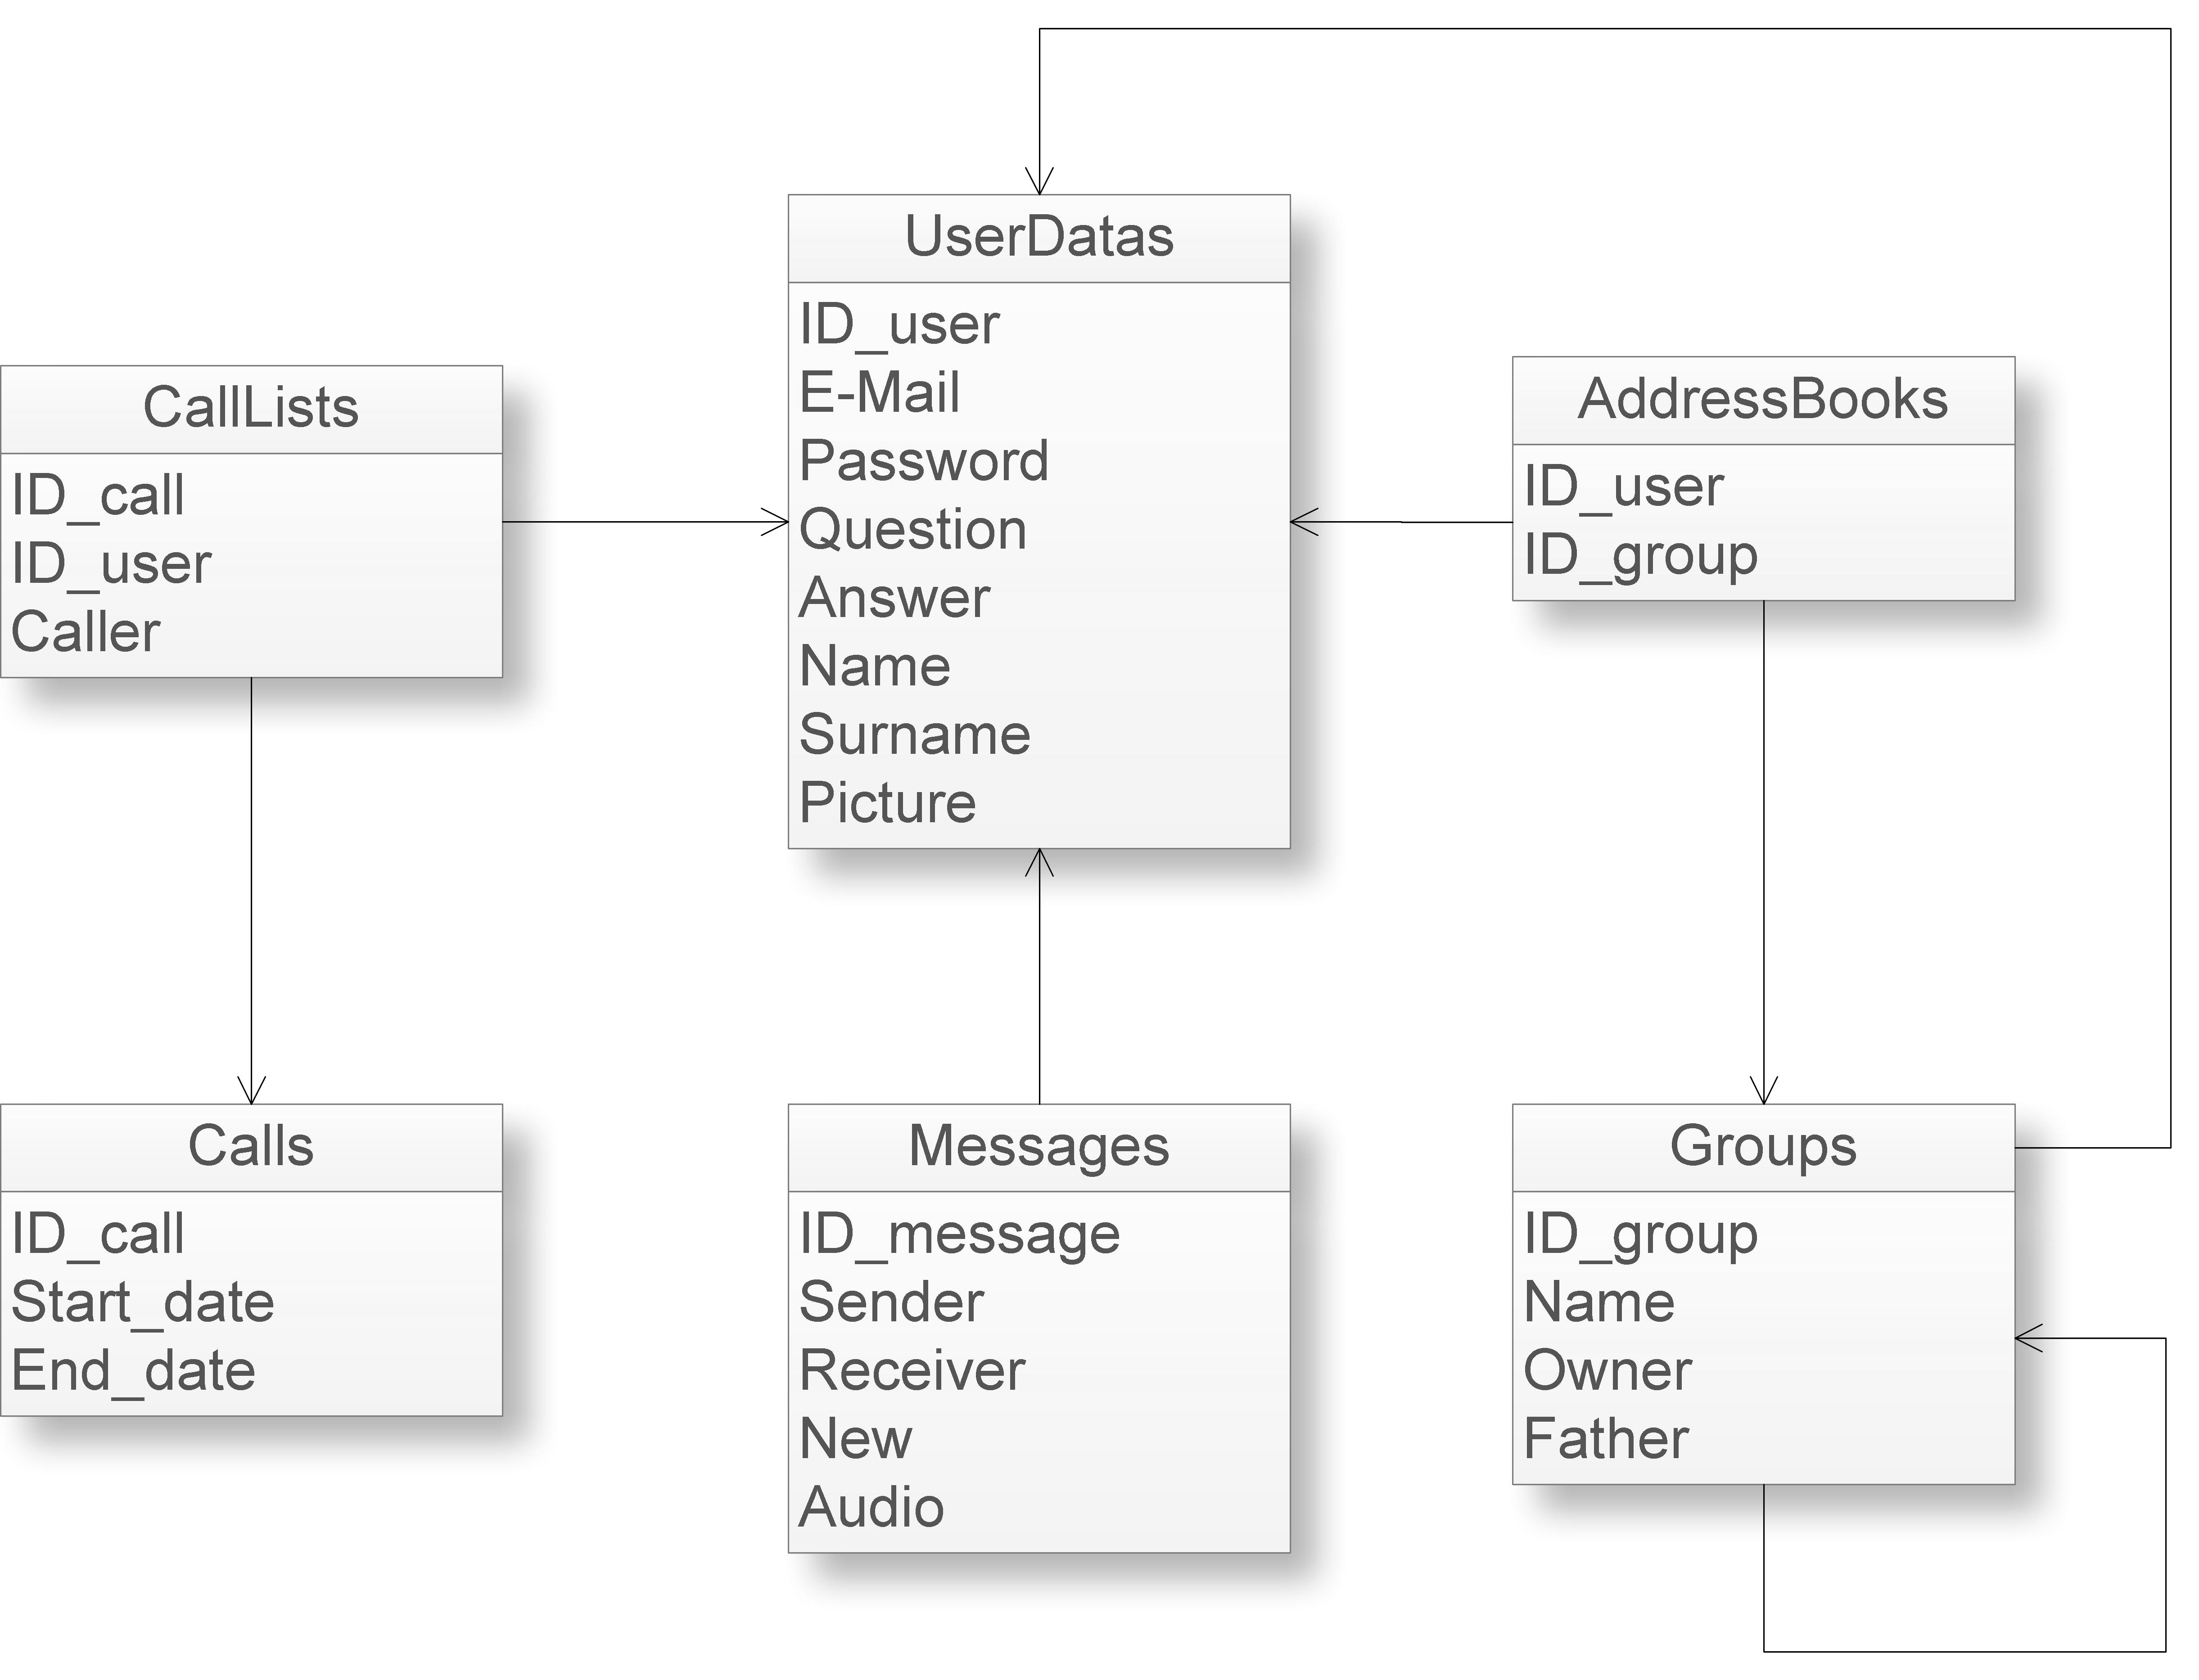 UserDatas
ID_user
E-Mail
Password
Question
Answer
Name
Surname
Picture
CallLists
ID_call
ID_user
Caller
AddressBooks
ID_user
ID_group
Calls
ID_call
Start_date
End_date
Messages
ID_message
Sender
Receiver
New
Audio
Groups
ID_group
Name
Owner
Father